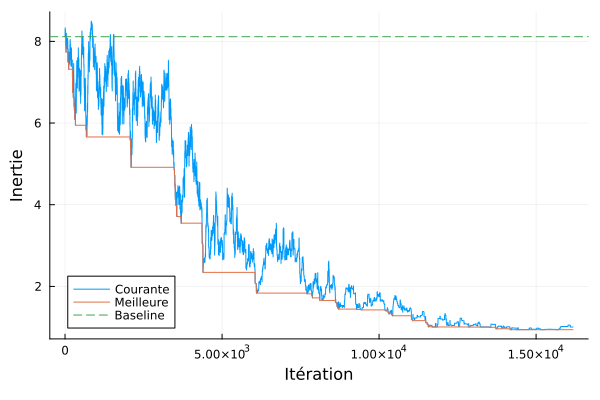 8
6
4
2
Inertie
Courante
Meilleure
Baseline
0
5.00×10³
1.00×10⁴
1.50×10⁴
Itération